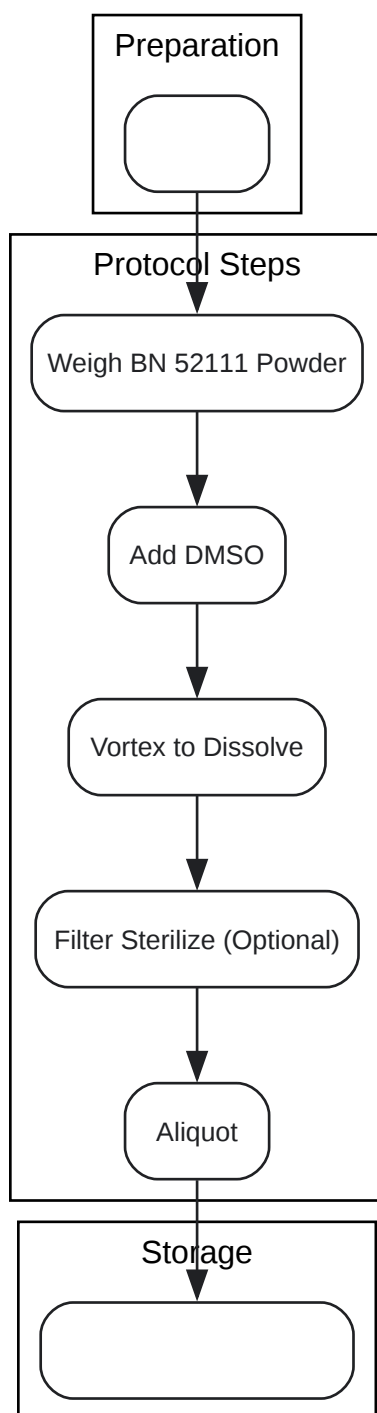 Preparation
Protocol Steps
Weigh BN 52111 Powder
Add DMSO
Vortex to Dissolve
Filter Sterilize (Optional)
Aliquot
Storage